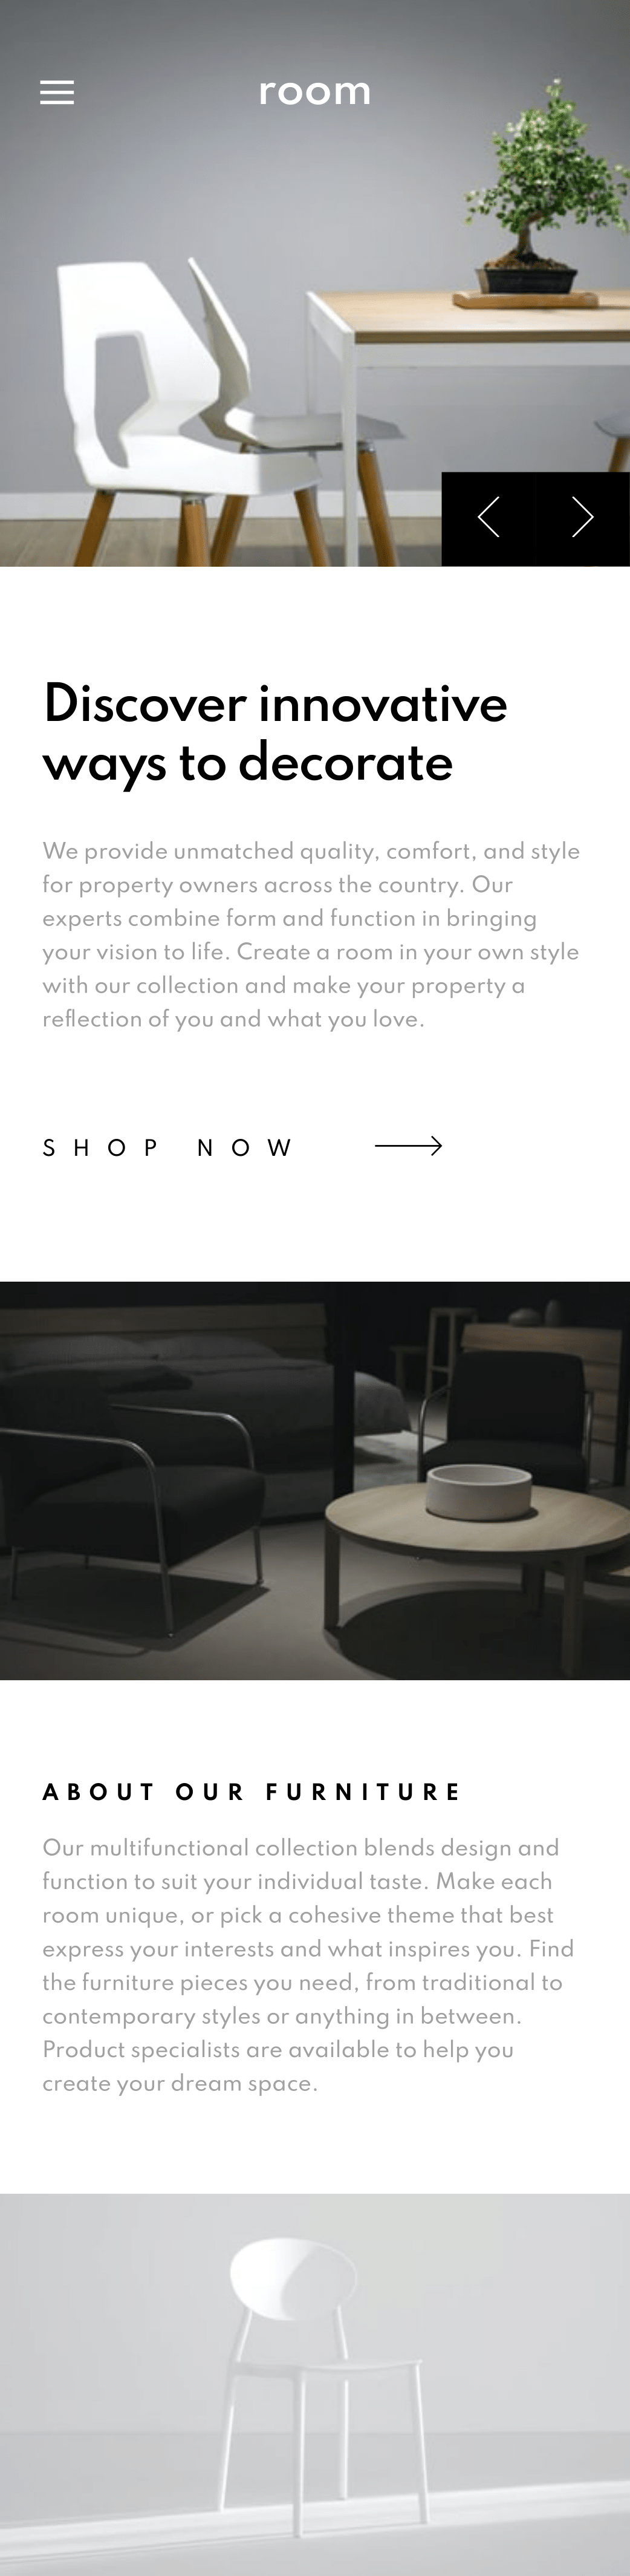 room
Discover innovative
ways to decorate
We provide unmatched quality, comfort, and style
for property owners across the country. Our
experts combine form and function in bringing
your vision to life. Create a room in your own style
with our collection and make your property a
reflection of you and what you love.
SHOP NOW
ABOUT OUR FURNITURE
Our multifunctional collection blends design and
function to suit your individual taste. Make each
room unique, or pick a cohesive theme that best
express your interests and what inspires you. Find
the furniture pieces you need, from traditional to
contemporary styles or anything in between.
Product specialists are available to help you
create your dream space.